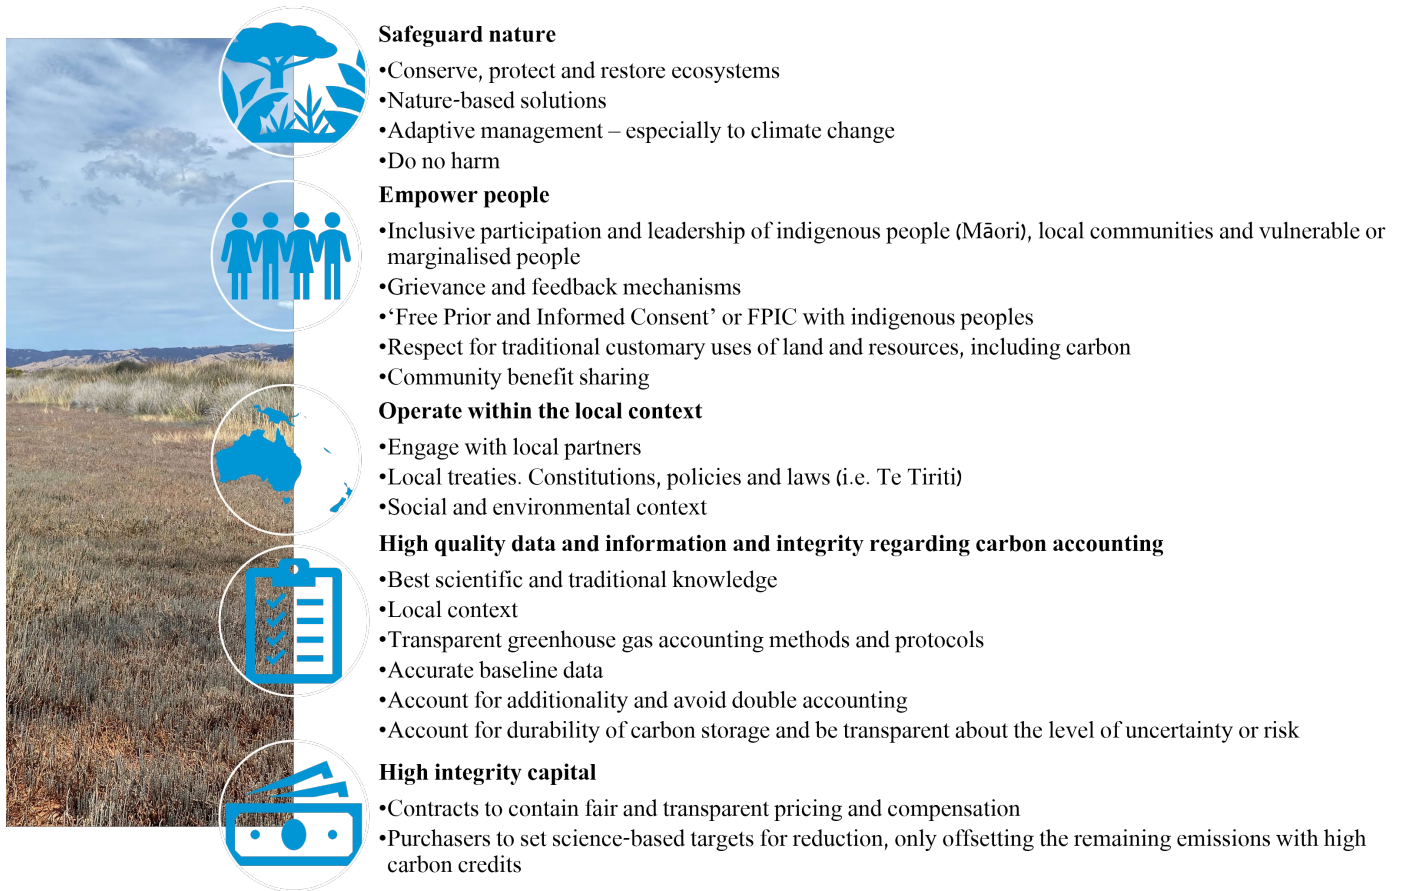 Safeguard nature
•Conserve, protect and restore ecosystems
•Nature-based solutions
•Adaptive management – especially to climate change
•Do no harm
Empower people
•Inclusive participation and leadership of indigenous people (Māori), local communities and vulnerable or
marginalised people
•Grievance and feedback mechanisms
•‘Free Prior and Informed Consent’ or FPIC with indigenous peoples
•Respect for traditional customary uses of land and resources, including carbon
•Community benefit sharing
Operate within the local context
•Engage with local partners
•Local treaties. Constitutions, policies and laws (i.e. Te Tiriti)
•Social and environmental context
High quality data and information and integrity regarding carbon accounting
•Best scientific and traditional knowledge
•Local context
•Transparent greenhouse gas accounting methods and protocols
•Accurate baseline data
•Account for additionality and avoid double accounting
•Account for durability of carbon storage and be transparent about the level of uncertainty or risk
High integrity capital
•Contracts to contain fair and transparent pricing and compensation
•Purchasers to set science-based targets for reduction, only offsetting the remaining emissions with high
carbon credits